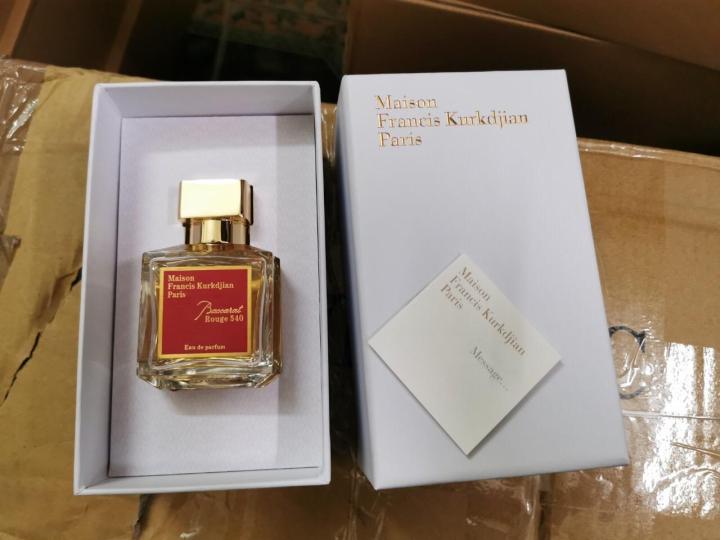 Maison
Francis Kurkdjian
Paris
Baccarat
Rouge 540
Eau de parfum
Maison
Francis Kurkdjian
Paris
Maison
Francis Kurkdjian
Paris
Message...
C